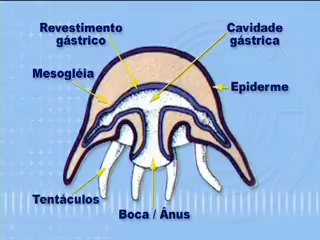 Revestimento
gástrico
Cavidade
gástrica
Mesogléia
Epiderme
Tentáculos
Boca / Ânus